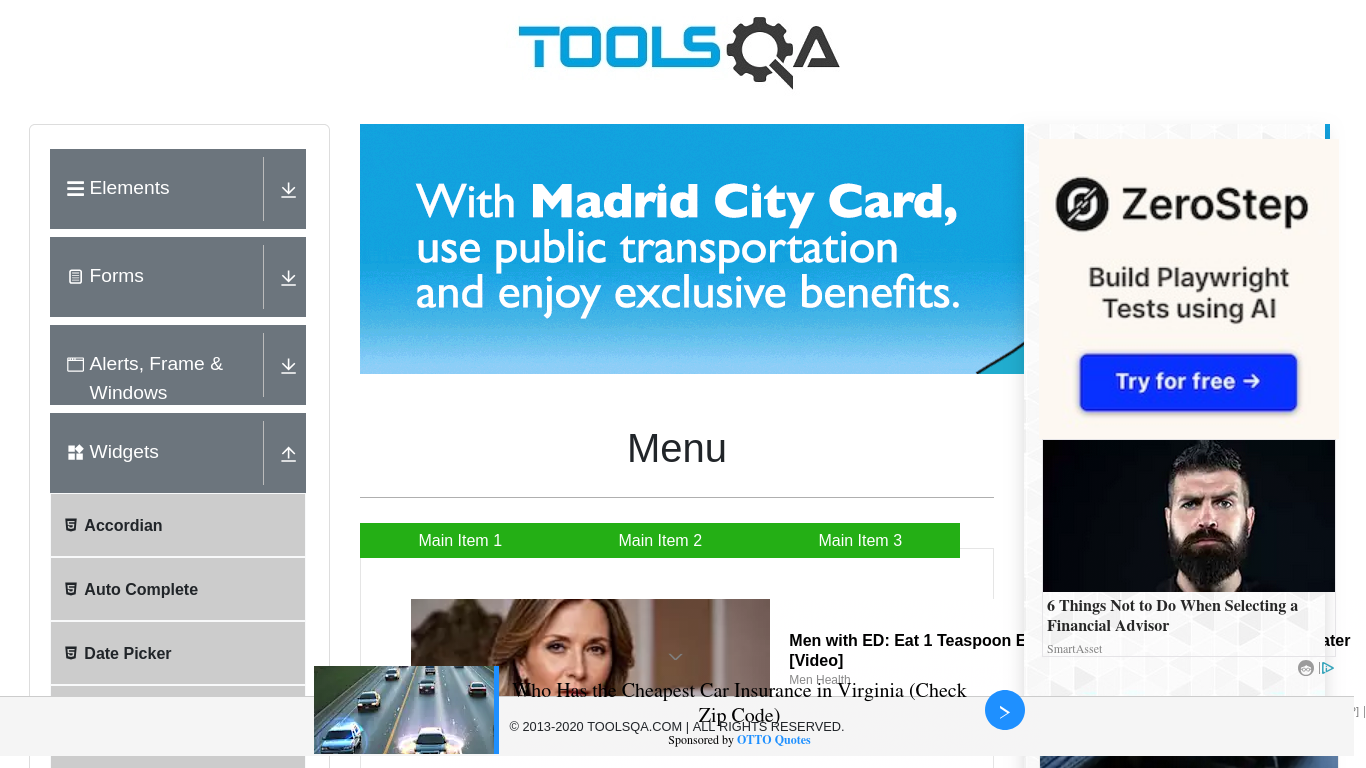 TOOLSQA
Elements
Forms
Alerts, Frame &
Windows
Widgets
Accordian
Auto Complete
Date Picker
With Madrid City Card,
use public transportation
and enjoy exclusive benefits.
Menu
Main Item 1
Main Item 2
Main Item 3
Men with ED: Eat 1 Teaspoon
[Video]
Men Health
ZeroStep
Build Playwright
Tests using AI
Try for free →
6 Things Not to Do When Selecting a
Financial Advisor
SmartAsset
Who Has the Cheapest Car Insurance in Virginia (Check
Zip Code)
Sponsored by OTTO Quotes
© 2013-2020 TOOLSQA.COM | ALL RIGHTS RESERVED.